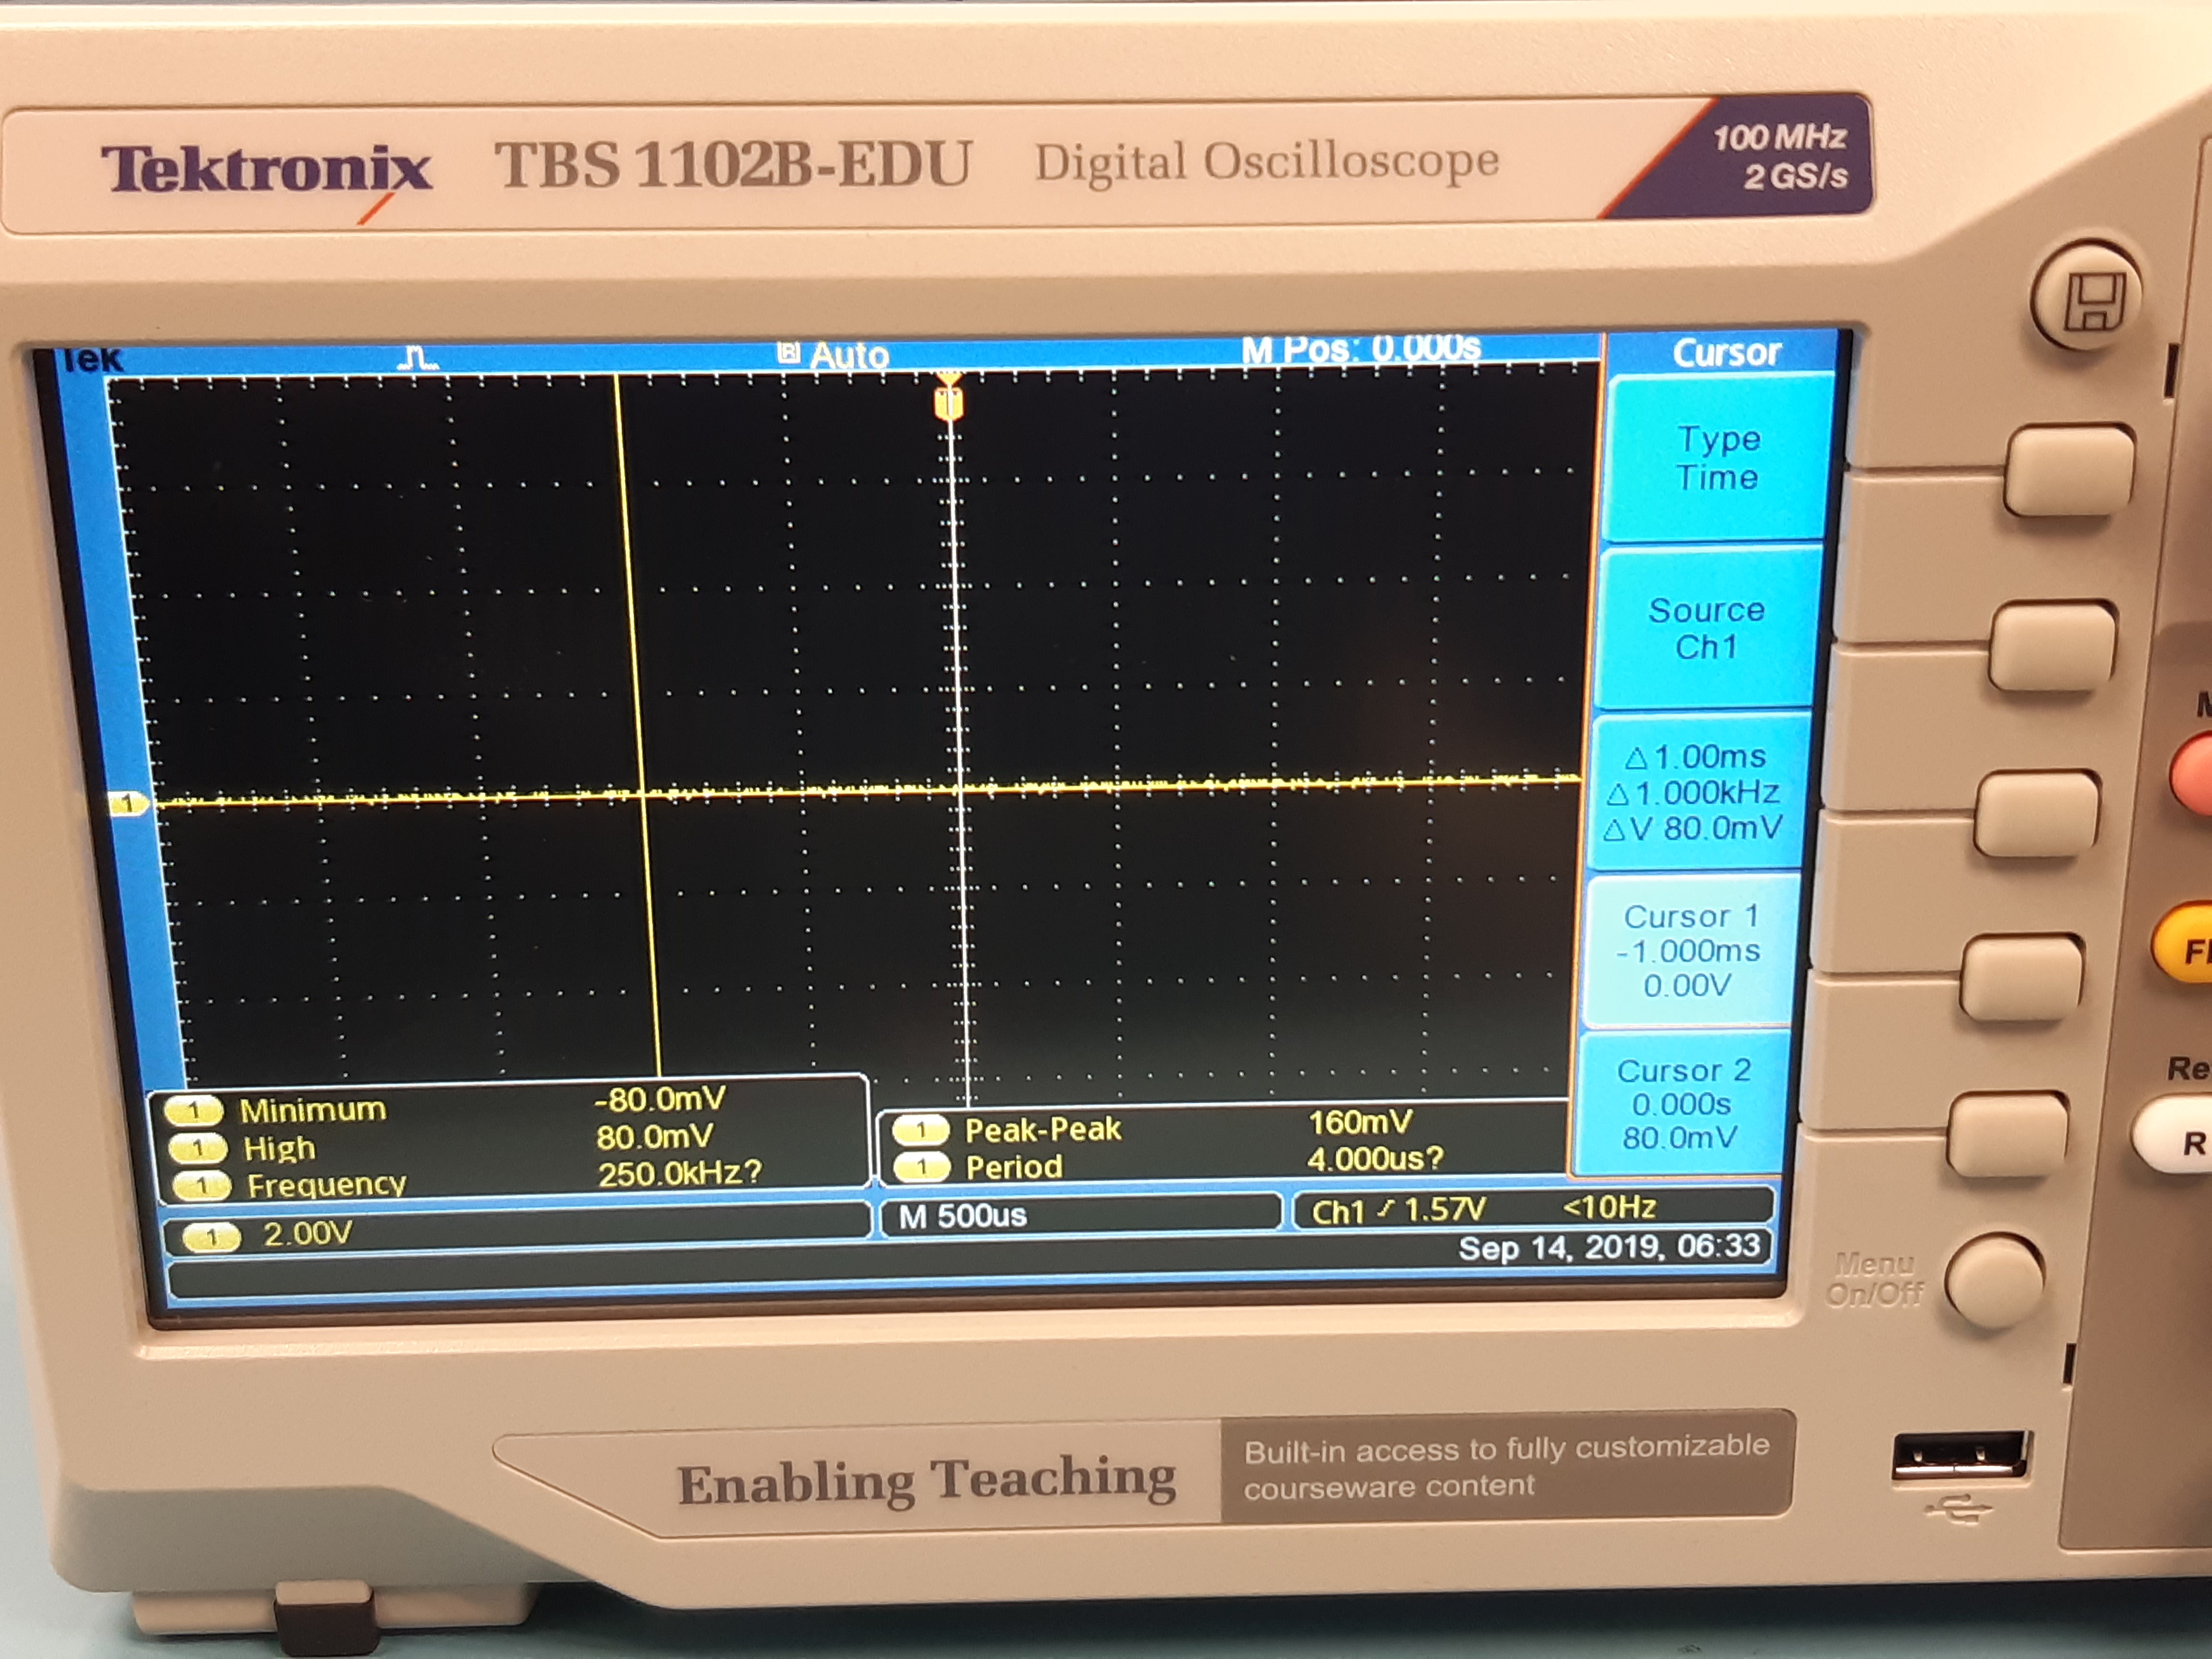 Tektronix TBS 1102B-EDU Digital Oscilloscope 100 MHz
2 GS/s
Tek R Auto M Pos: 0.000s Cursor
T
Type
Time
Source
Ch1
△1.00ms
△1.000kHz
△V 80.0mV
1
Cursor 1
-1.000ms
0.00V
Cursor 2
0.000s
80.0mV
1 Minimum -80.0mV
1 High 80.0mV
1 Frequency 250.0kHz?
1 Peak-Peak 160mV
1 Period 4.000us?
1 2.00V M 500us Ch1 1.57V <10Hz
Sep 14, 2019, 06:33
Menu
On/Off
M
Fl
Re
R
Enabling Teaching
Built-in access to fully customizable
courseware content